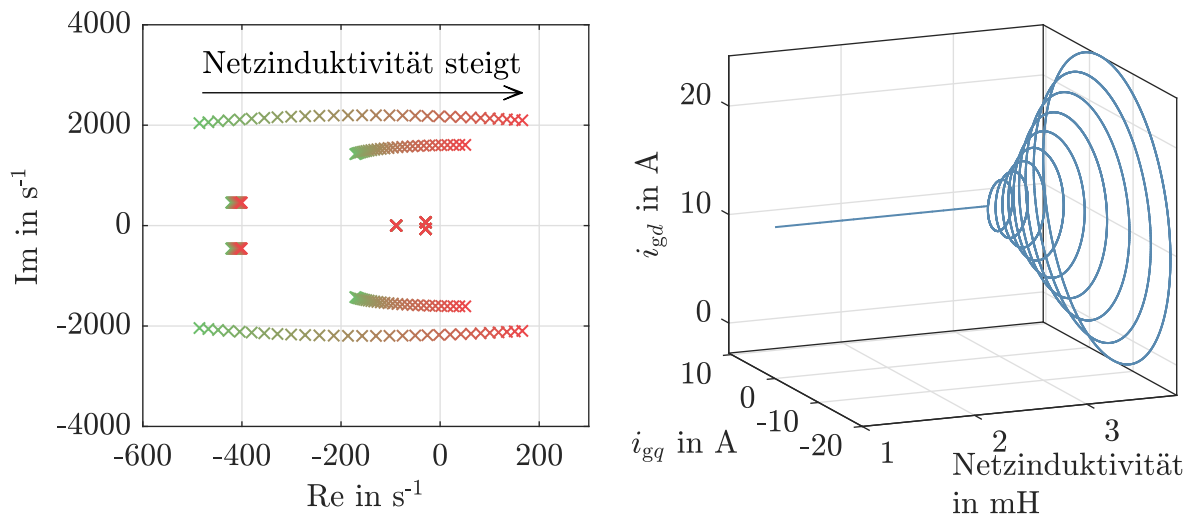 4000
Netzinduktivität steigt
2000
0
-2000
-4000
-600 -400 -200 0 200
Re in s-1
Im in s-1
20
10
0
igd in A
10
0
-10
-20
igq in A
1 2 3
Netzinduktivität
in mH